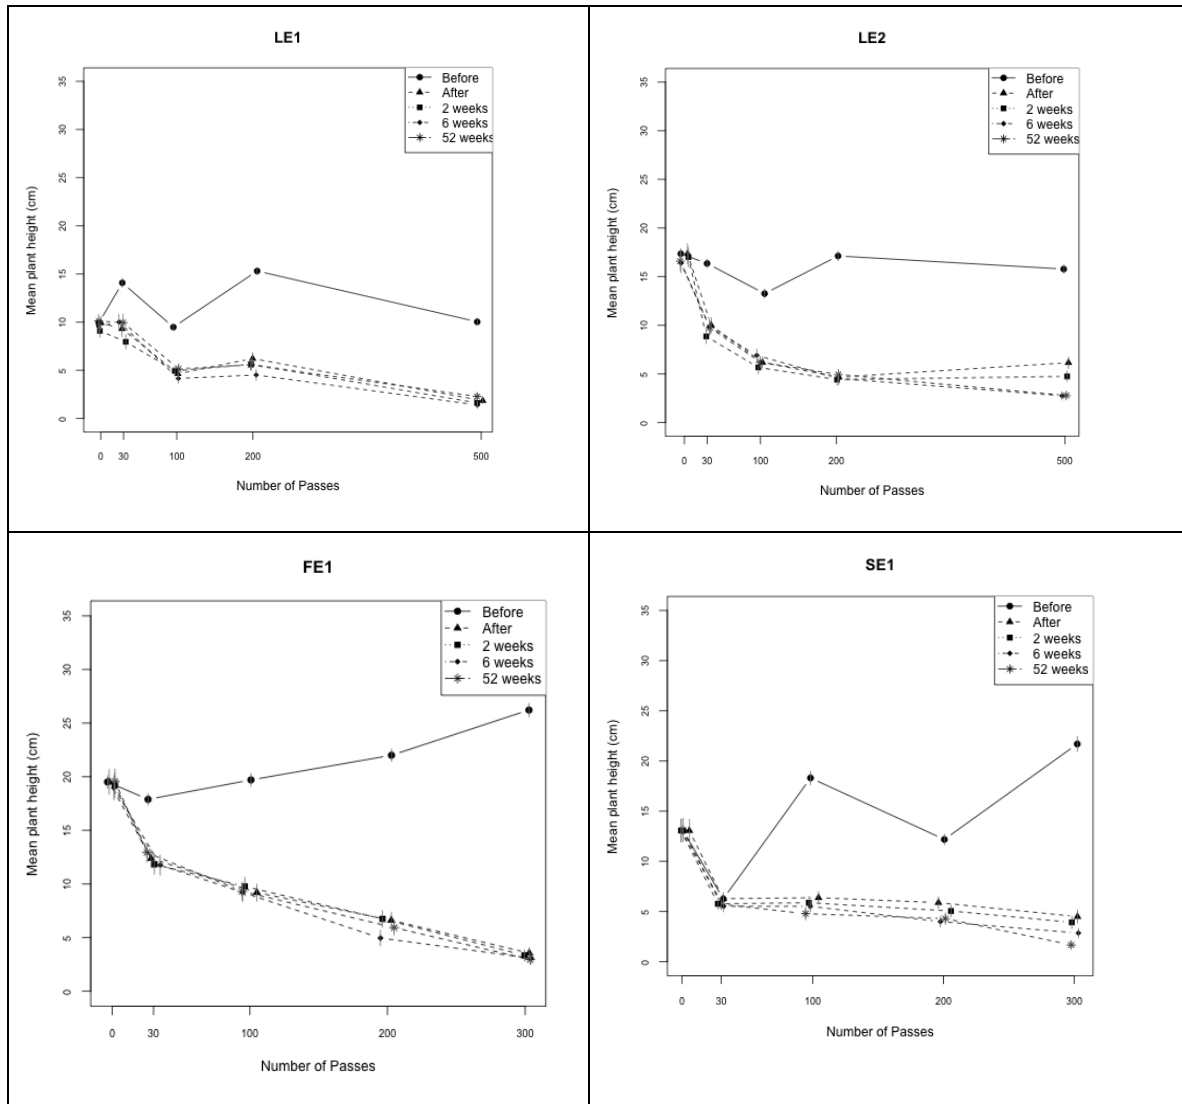 LE1
Before
After
2 weeks
6 weeks
52 weeks
35
30
25
20
15
10
5
0
Mean plant height (cm)
0 30 100 200 500
Number of Passes
LE2
Before
After
2 weeks
6 weeks
52 weeks
35
30
25
20
15
10
5
0
Mean plant height (cm)
0 30 100 200 500
Number of Passes
FE1
Before
After
2 weeks
6 weeks
52 weeks
35
30
25
20
15
10
5
0
Mean plant height (cm)
0 30 100 200 300
Number of Passes
SE1
Before
After
2 weeks
6 weeks
52 weeks
35
30
25
20
15
10
5
0
Mean plant height (cm)
0 30 100 200 300
Number of Passes